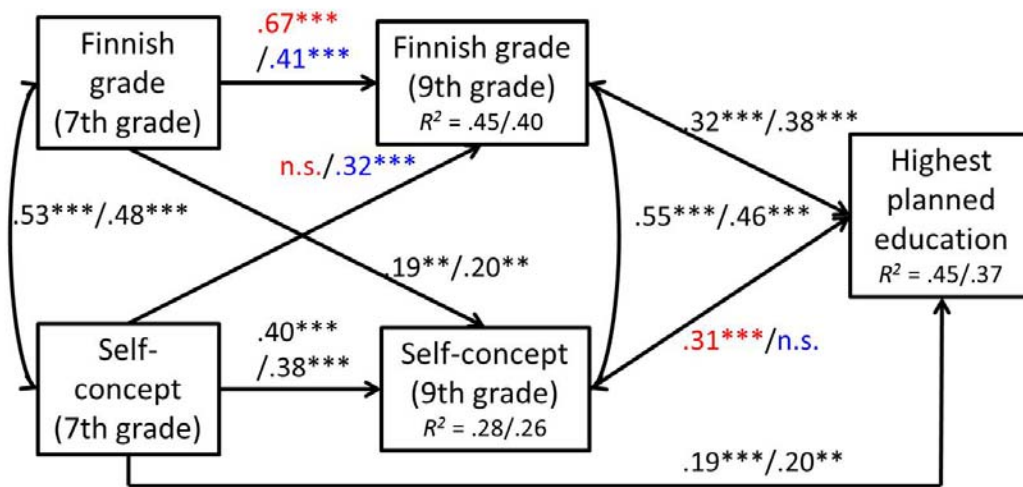 Finnish
grade
(7th grade)
.67***
/.41***
Finnish grade
(9th grade)
R² = .45/.40
.32***/.38***
n.s./.32***
Highest
planned
education
R² = .45/.37
.53***/.48***
.55***/.46***
.19**/.20**
Self-
concept
(7th grade)
.40***
/.38***
Self-concept
(9th grade)
R² = .28/.26
.31***/n.s.
.19***/.20**